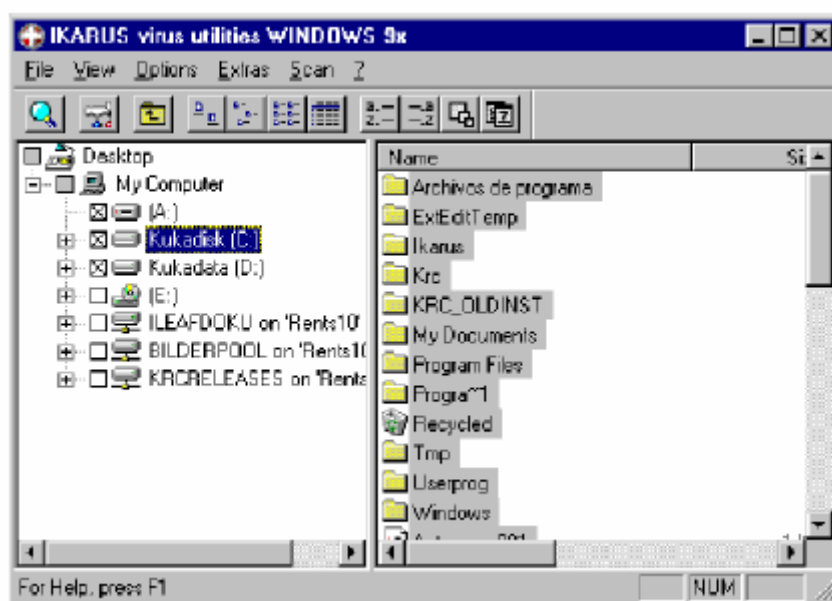 IKARUS virus utilities WINDOWS 9x
File View Options Extras Scan ?
Desktop
My Computer
(A:)
Kukadisk (C:)
Kukadata (D:)
(E:)
ILEAFDOKU on 'Rents10'
BILDERPOOL on 'Rents10
KRCRELEASES on 'Rents
Name Si
Archivos de programa
ExtEditTemp
Ikarus
Krc
KRC_OLDINST
My Documents
Program Files
Progra~1
Recycled
Tmp
Userprog
Windows
For Help, press F1
NUM